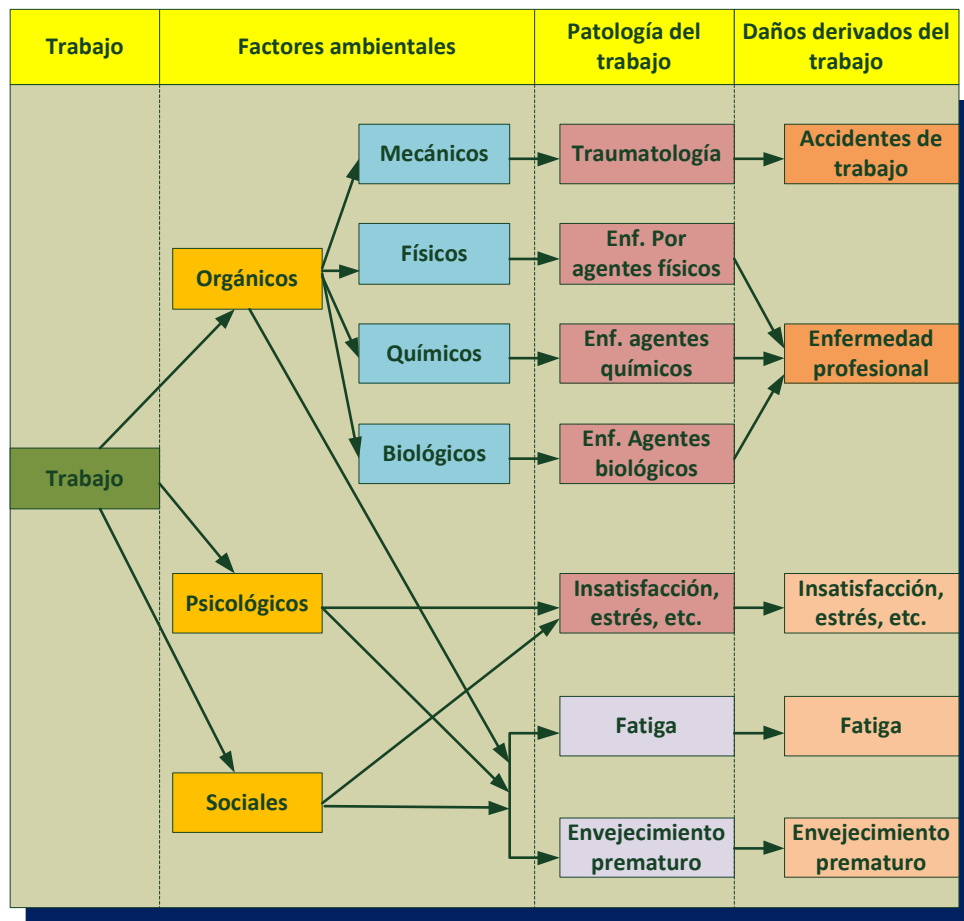 Trabajo
Factores ambientales
Patología del
trabajo
Daños derivados del
trabajo
Mecánicos
Traumatología
Accidentes de
trabajo
Orgánicos
Físicos
Enf. Por
agentes físicos
Químicos
Enf. agentes
químicos
Enfermedad
profesional
Biológicos
Enf. Agentes
biológicos
Trabajo
Psicológicos
Insatisfacción,
estrés, etc.
Insatisfacción,
estrés, etc.
Fatiga
Fatiga
Sociales
Envejecimiento
prematuro
Envejecimiento
prematuro